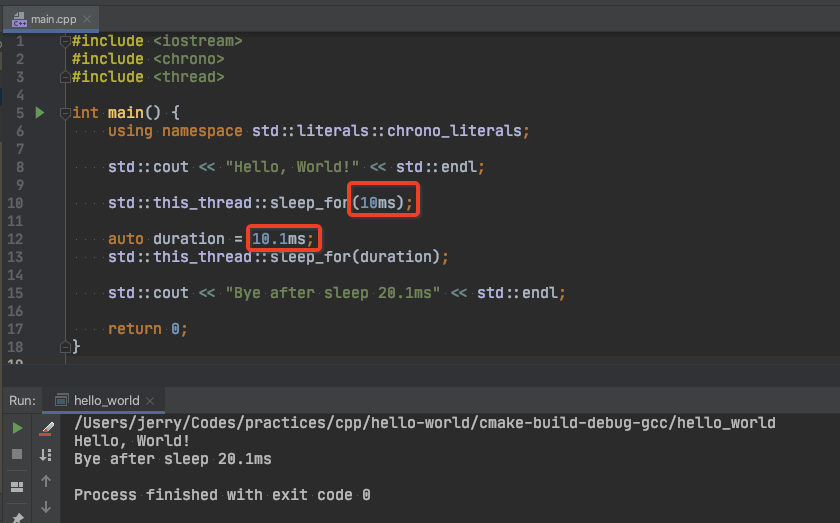 main.cpp
1 #include <iostream>
2 #include <chrono>
3 #include <thread>
4
5 int main() {
6 using namespace std::literals::chrono_literals;
7
8 std::cout << "Hello, World!" << std::endl;
9
10 std::this_thread::sleep_for(10ms);
11
12 auto duration = 10.1ms;
13 std::this_thread::sleep_for(duration);
14
15 std::cout << "Bye after sleep 20.1ms" << std::endl;
16
17 return 0;
18 }
19
Run: hello_world
/Users/jerry/Codes/practices/cpp/hello-world/cmake-build-debug-gcc/hello_world
Hello, World!
Bye after sleep 20.1ms
Process finished with exit code 0